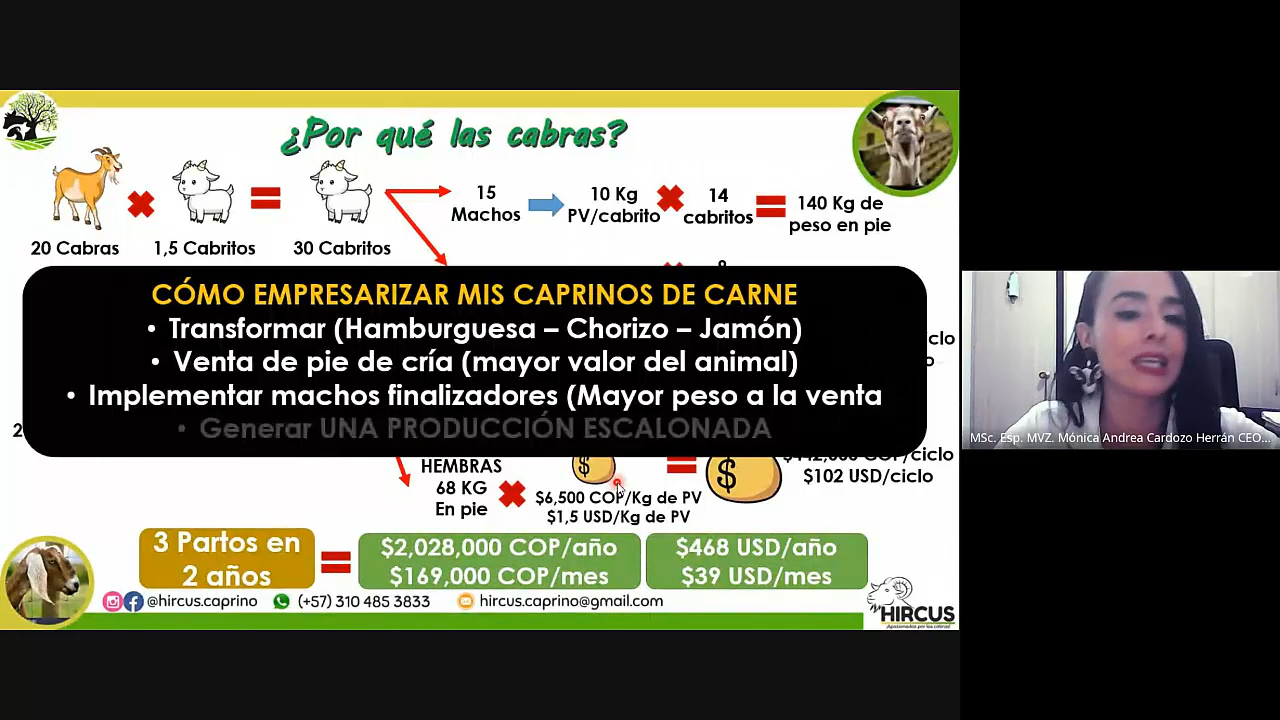 ¿Por qué las cabras?
20 Cabras
1,5 Cabritos
30 Cabritos
15
Machos
10 Kg
PV/cabrito
14
cabritos
140 Kg de
peso en pie
CÓMO EMPRESARIZAR MIS CAPRINOS DE CARNE
• Transformar (Hamburguesa – Chorizo – Jamón)
• Venta de pie de cría (mayor valor del animal)
• Implementar machos finalizadores (Mayor peso a la venta
• Generar UNA PRODUCCIÓN ESCALONADA
HEMBRAS
68 KG
En pie
$
$6,500 COP/Kg de PV
$1,5 USD/Kg de PV
$
COP/ciclo
$102 USD/ciclo
3 Partos en
2 años
$2,028,000 COP/año
$169,000 COP/mes
$468 USD/año
$39 USD/mes
@hircus.caprino
(+57) 310 485 3833
hircus.caprino@gmail.com
HIRCUS
¡Apasionados por las cabras!
MSc. Esp. MVZ. Mónica Andrea Cardozo Herrán CEO...